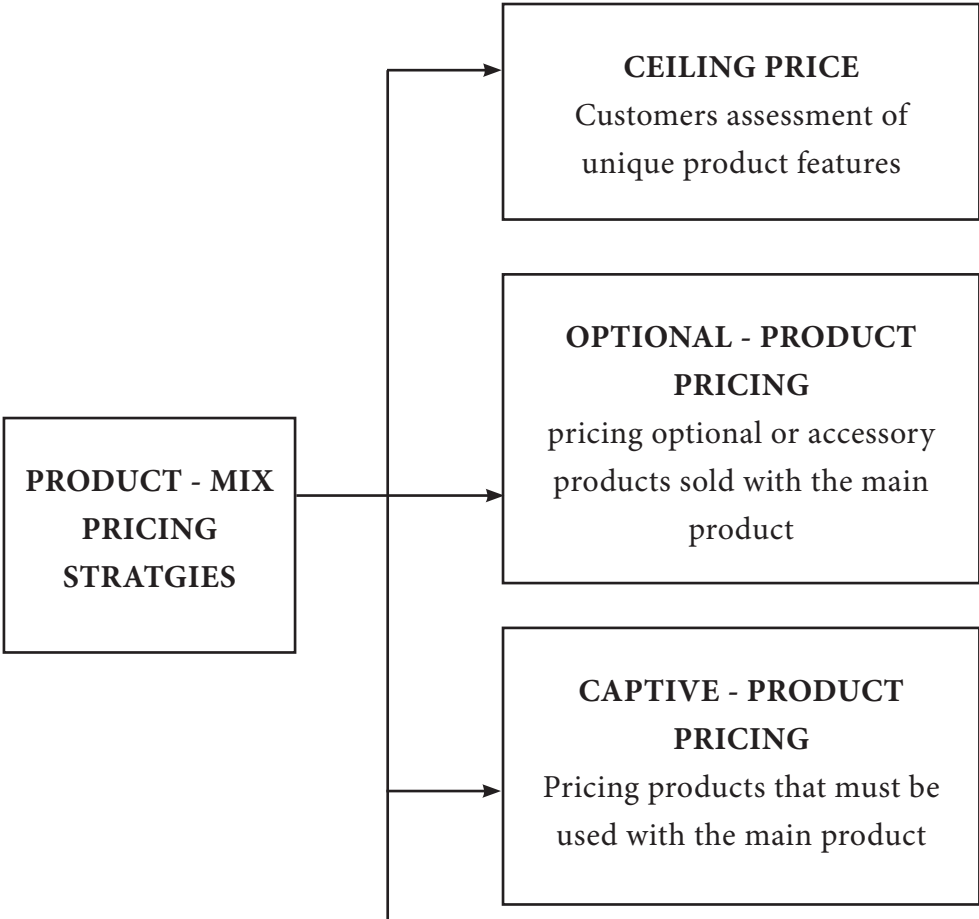 CEILING PRICE
Customers assessment of
unique product features
OPTIONAL - PRODUCT
PRICING
pricing optional or accessory
products sold with the main
product
PRODUCT - MIX
PRICING
STRATGIES
CAPTIVE - PRODUCT
PRICING
Pricing products that must be
used with the main product